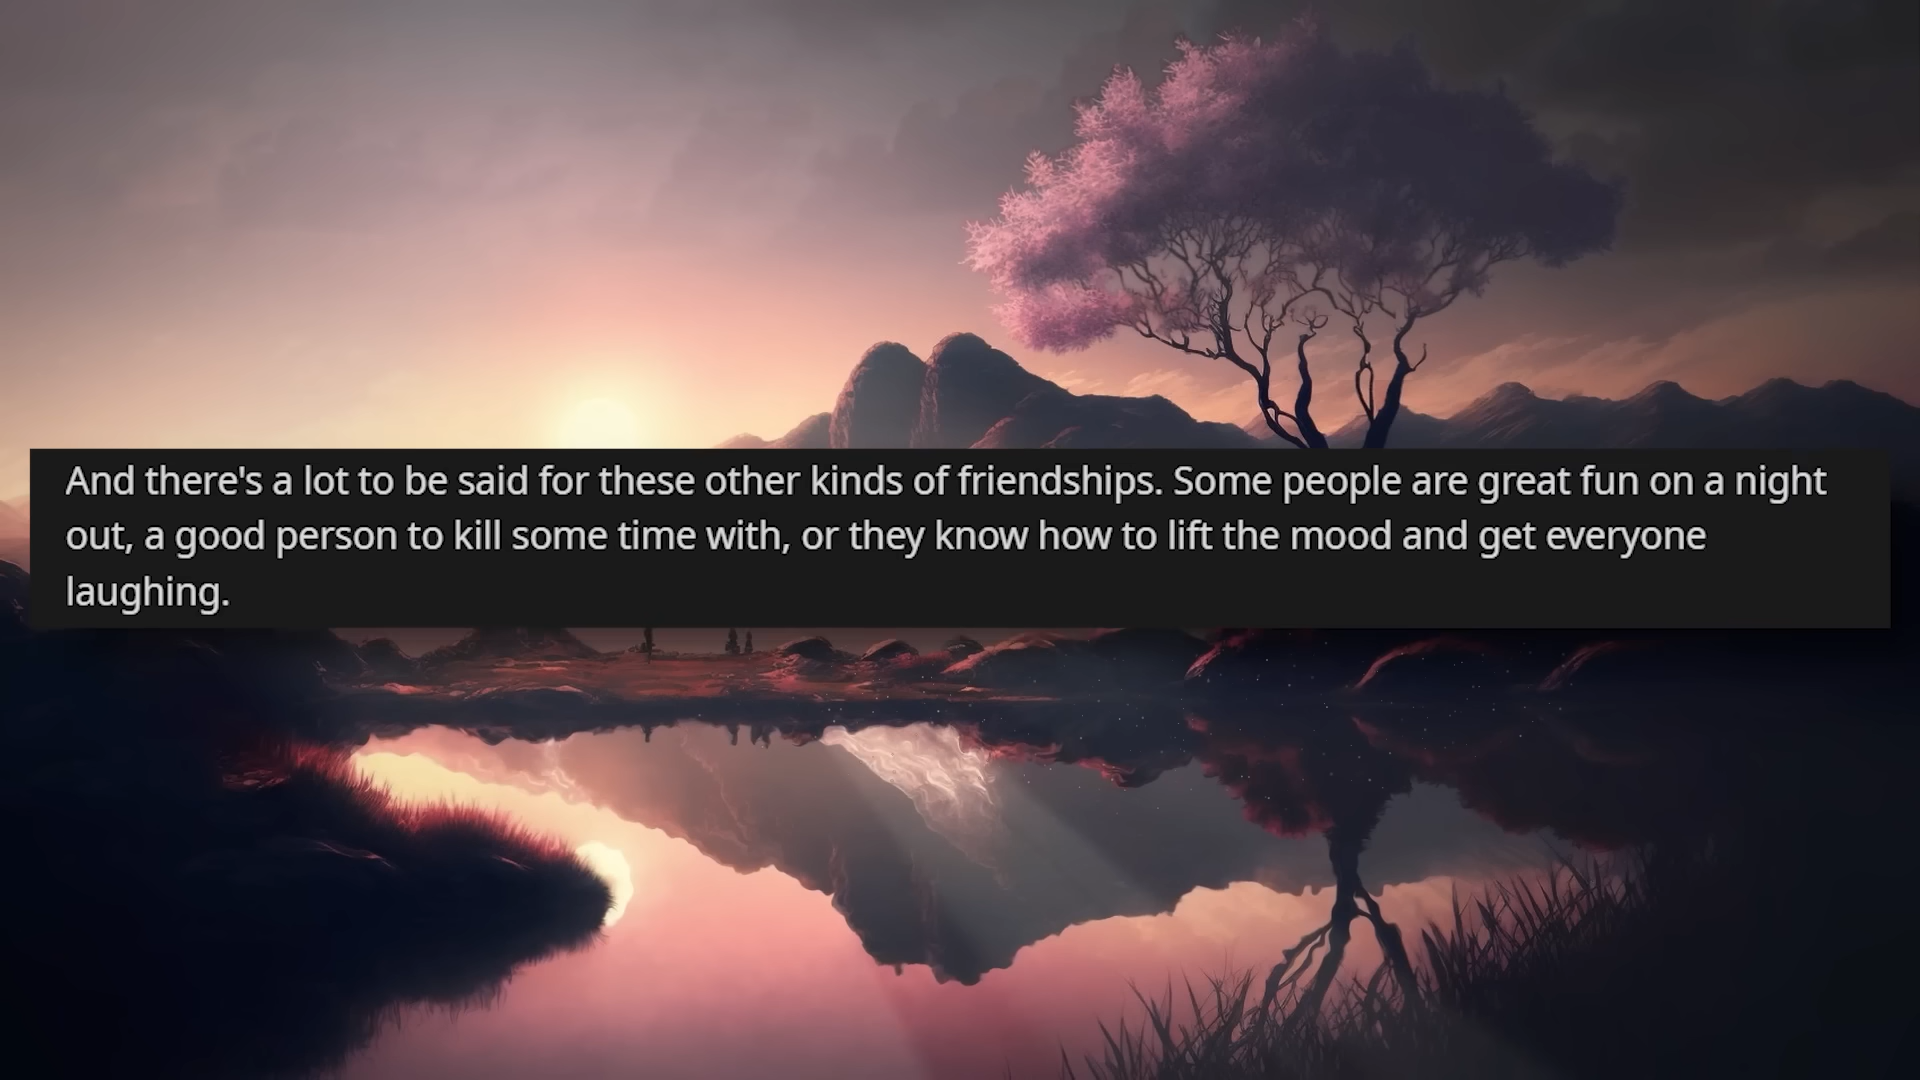 And there's a lot to be said for these other kinds of friendships. Some people are great fun on a night
out, a good person to kill some time with, or they know how to lift the mood and get everyone
laughing.